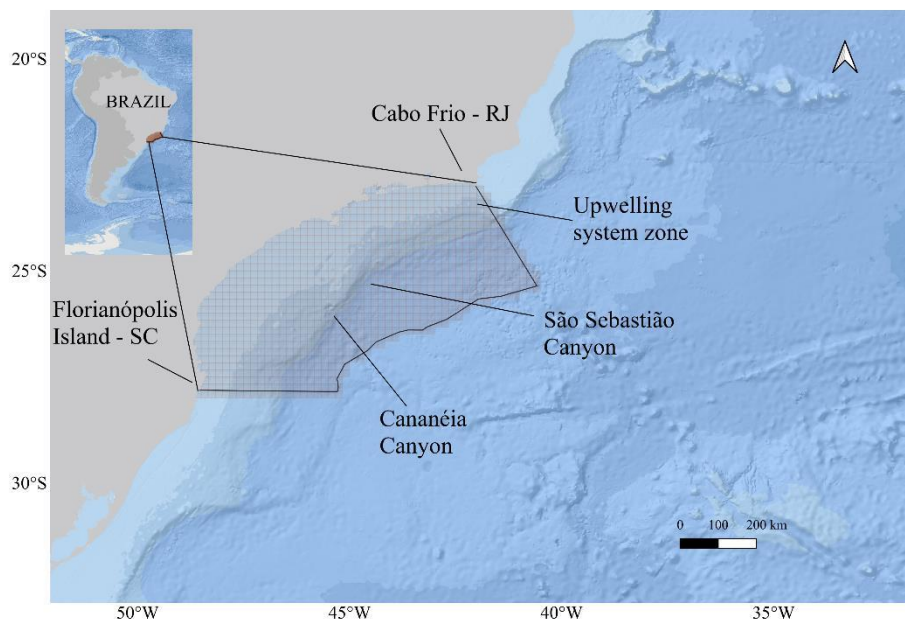 20°S
BRAZIL
Cabo Frio - RJ
Upwelling
system zone
25°S
Florianópolis
Island - SC
São Sebastião
Canyon
Cananéia
Canyon
30°S
0 100 200 km
50°W 45°W 40°W 35°W